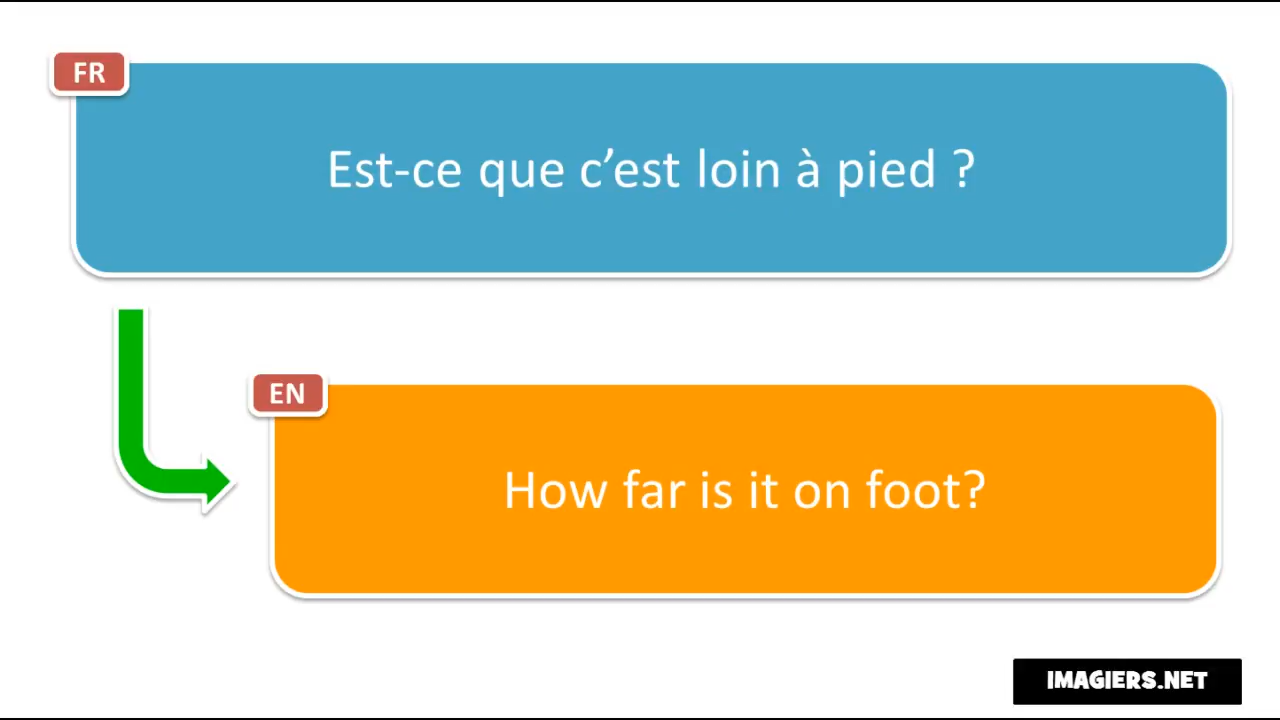 FR
Est-ce que c’est loin à pied ?
EN
How far is it on foot?
IMAGIERS.NET